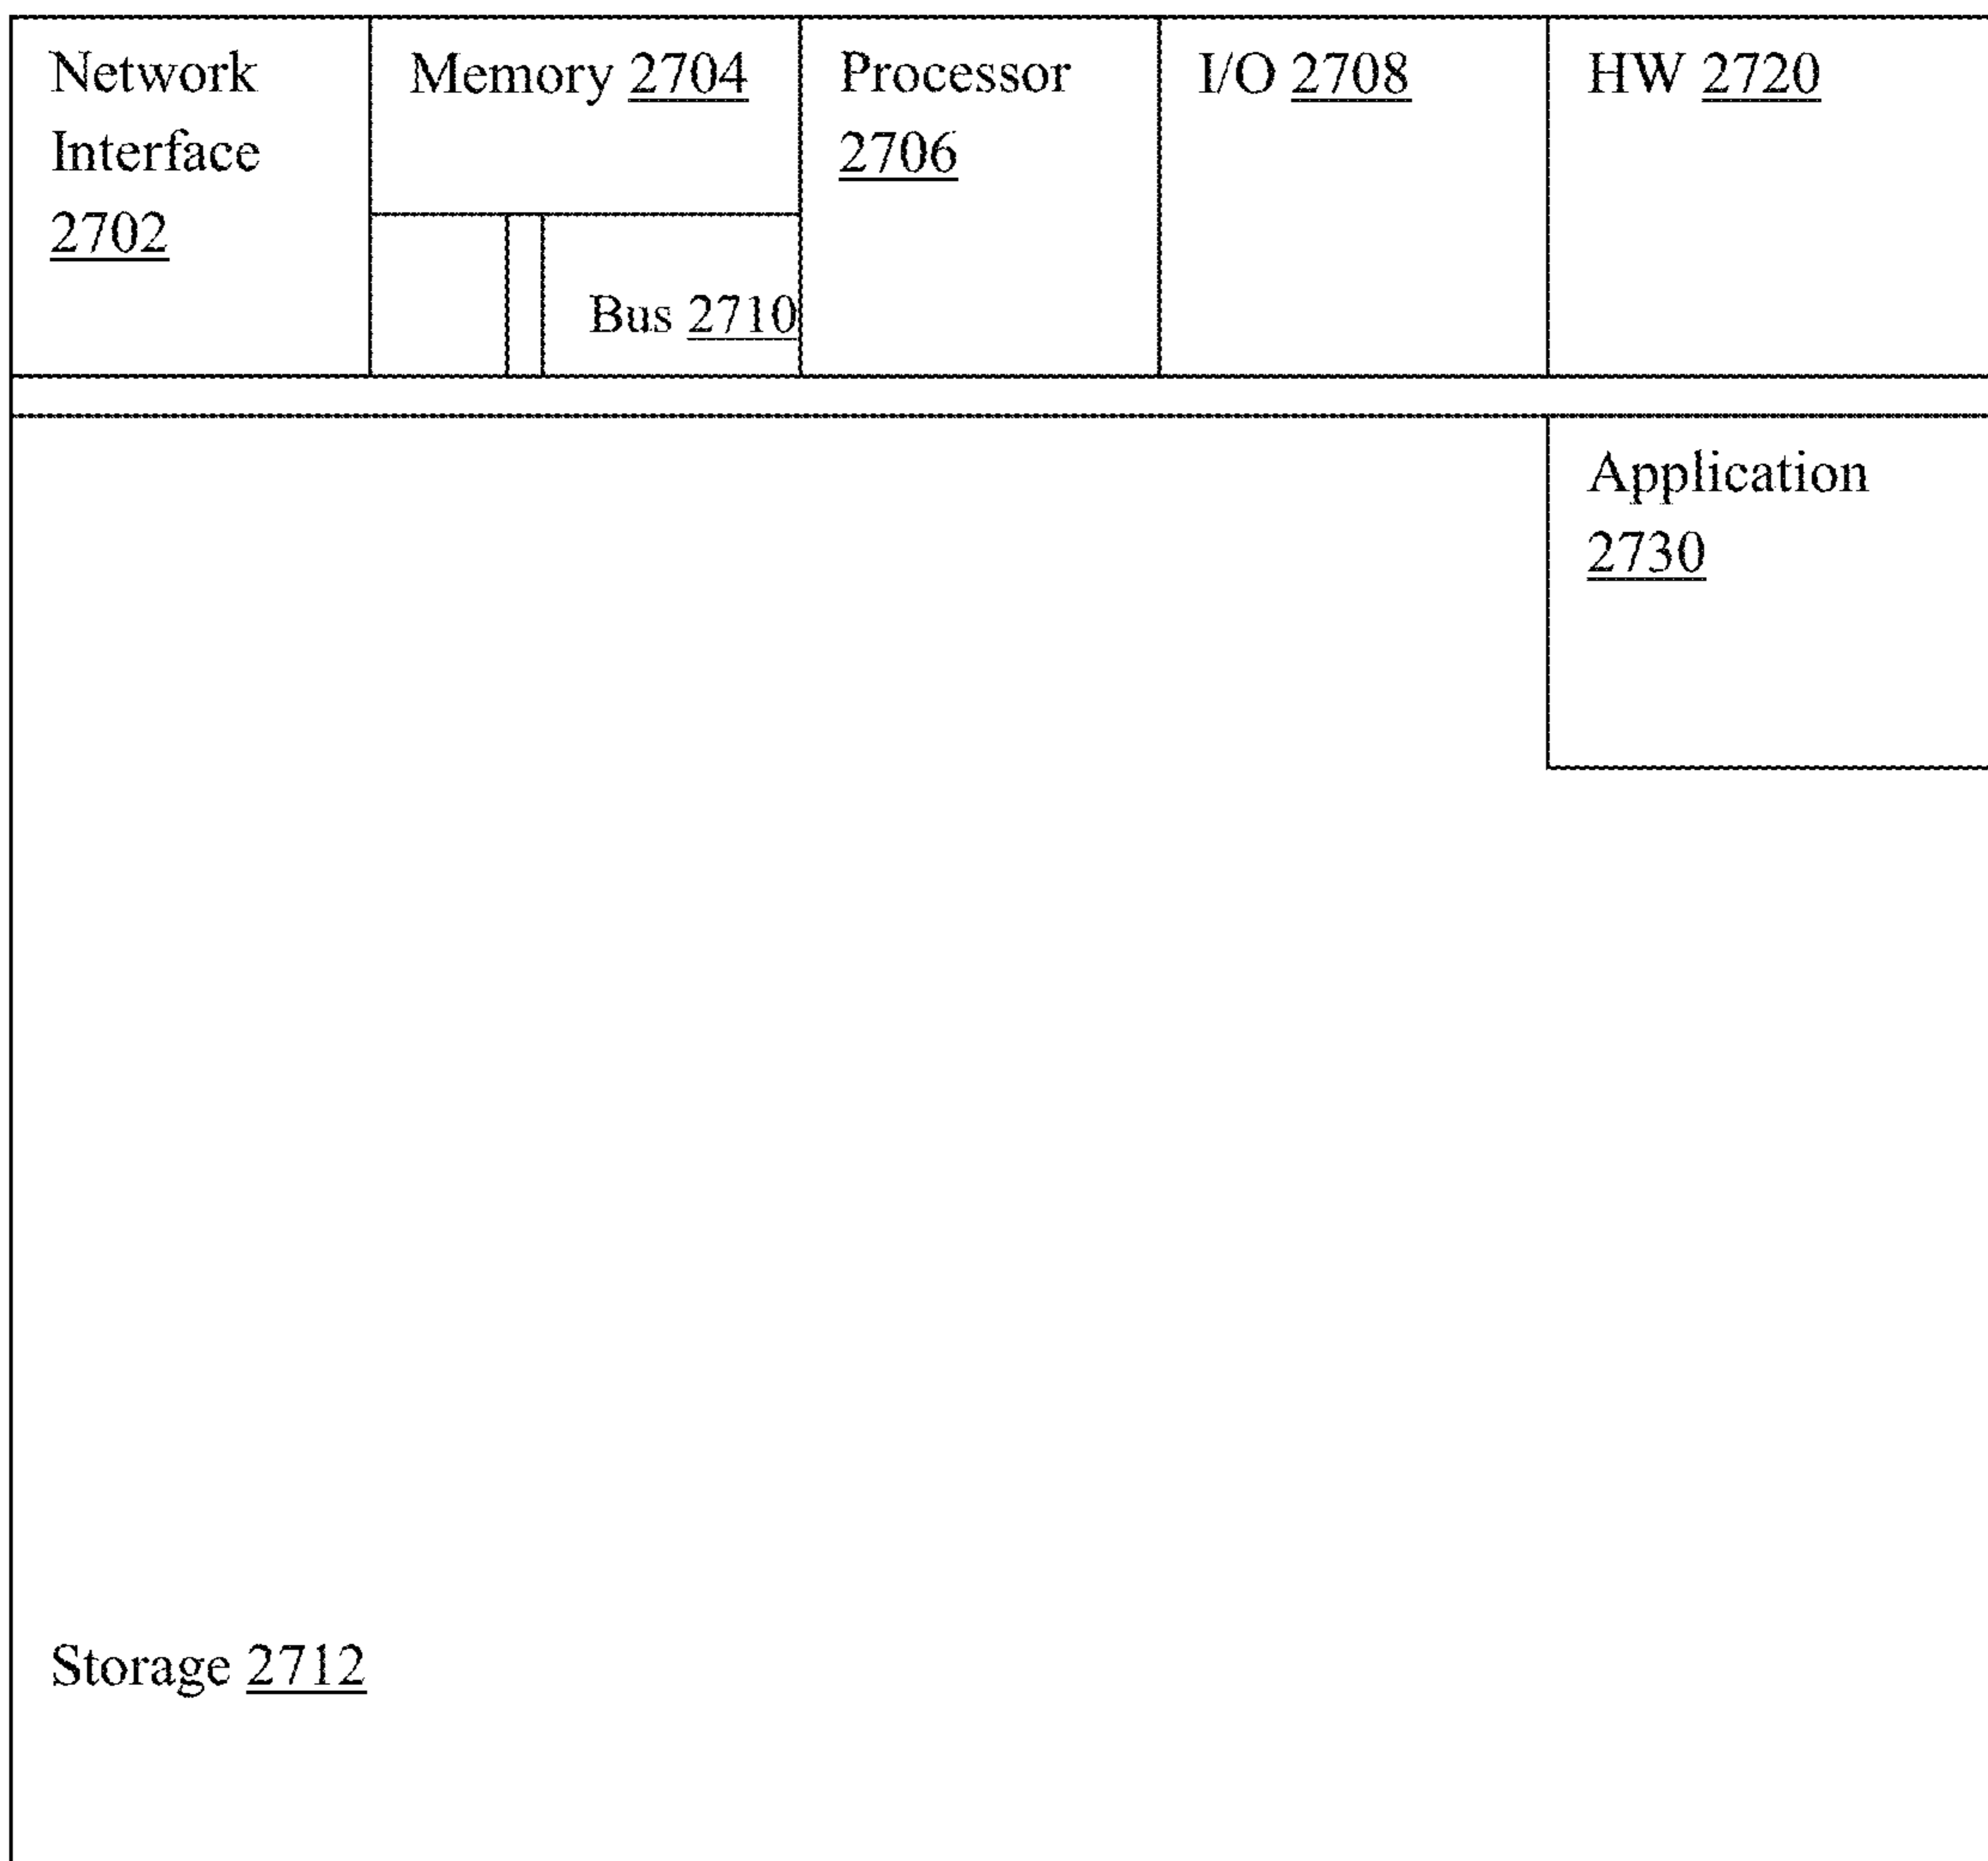 Network
Interface
2702
Memory 2704
Bus 2710
Processor
2706
I/O 2708
HW 2720
Application
2730
Storage 2712